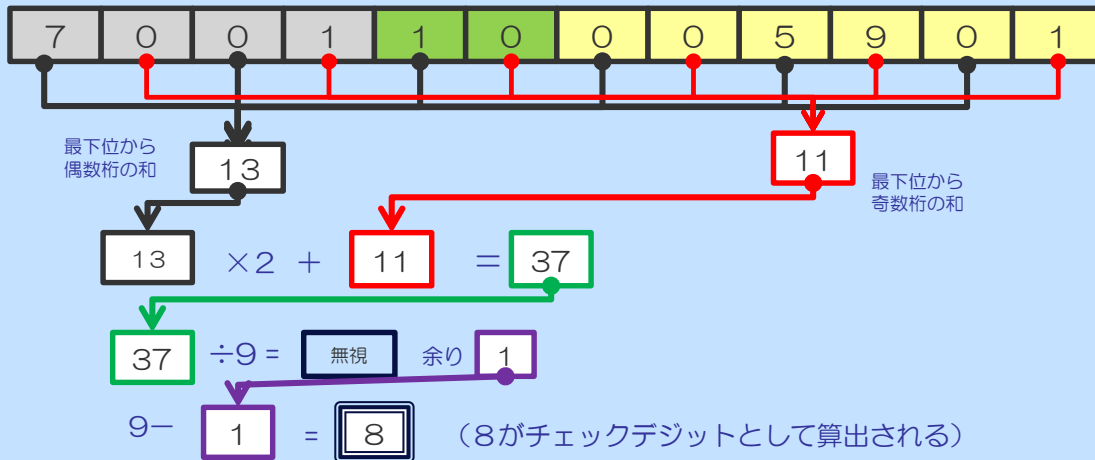 7 0 0 1 1 0 0 0 5 9 0 1
最下位から
偶数桁の和
13
11
最下位から
奇数桁の和
13 ×2 + 11 = 37
37 ÷9= 無視 余り 1
9− 1 = 8 （8がチェックデジットとして算出される）